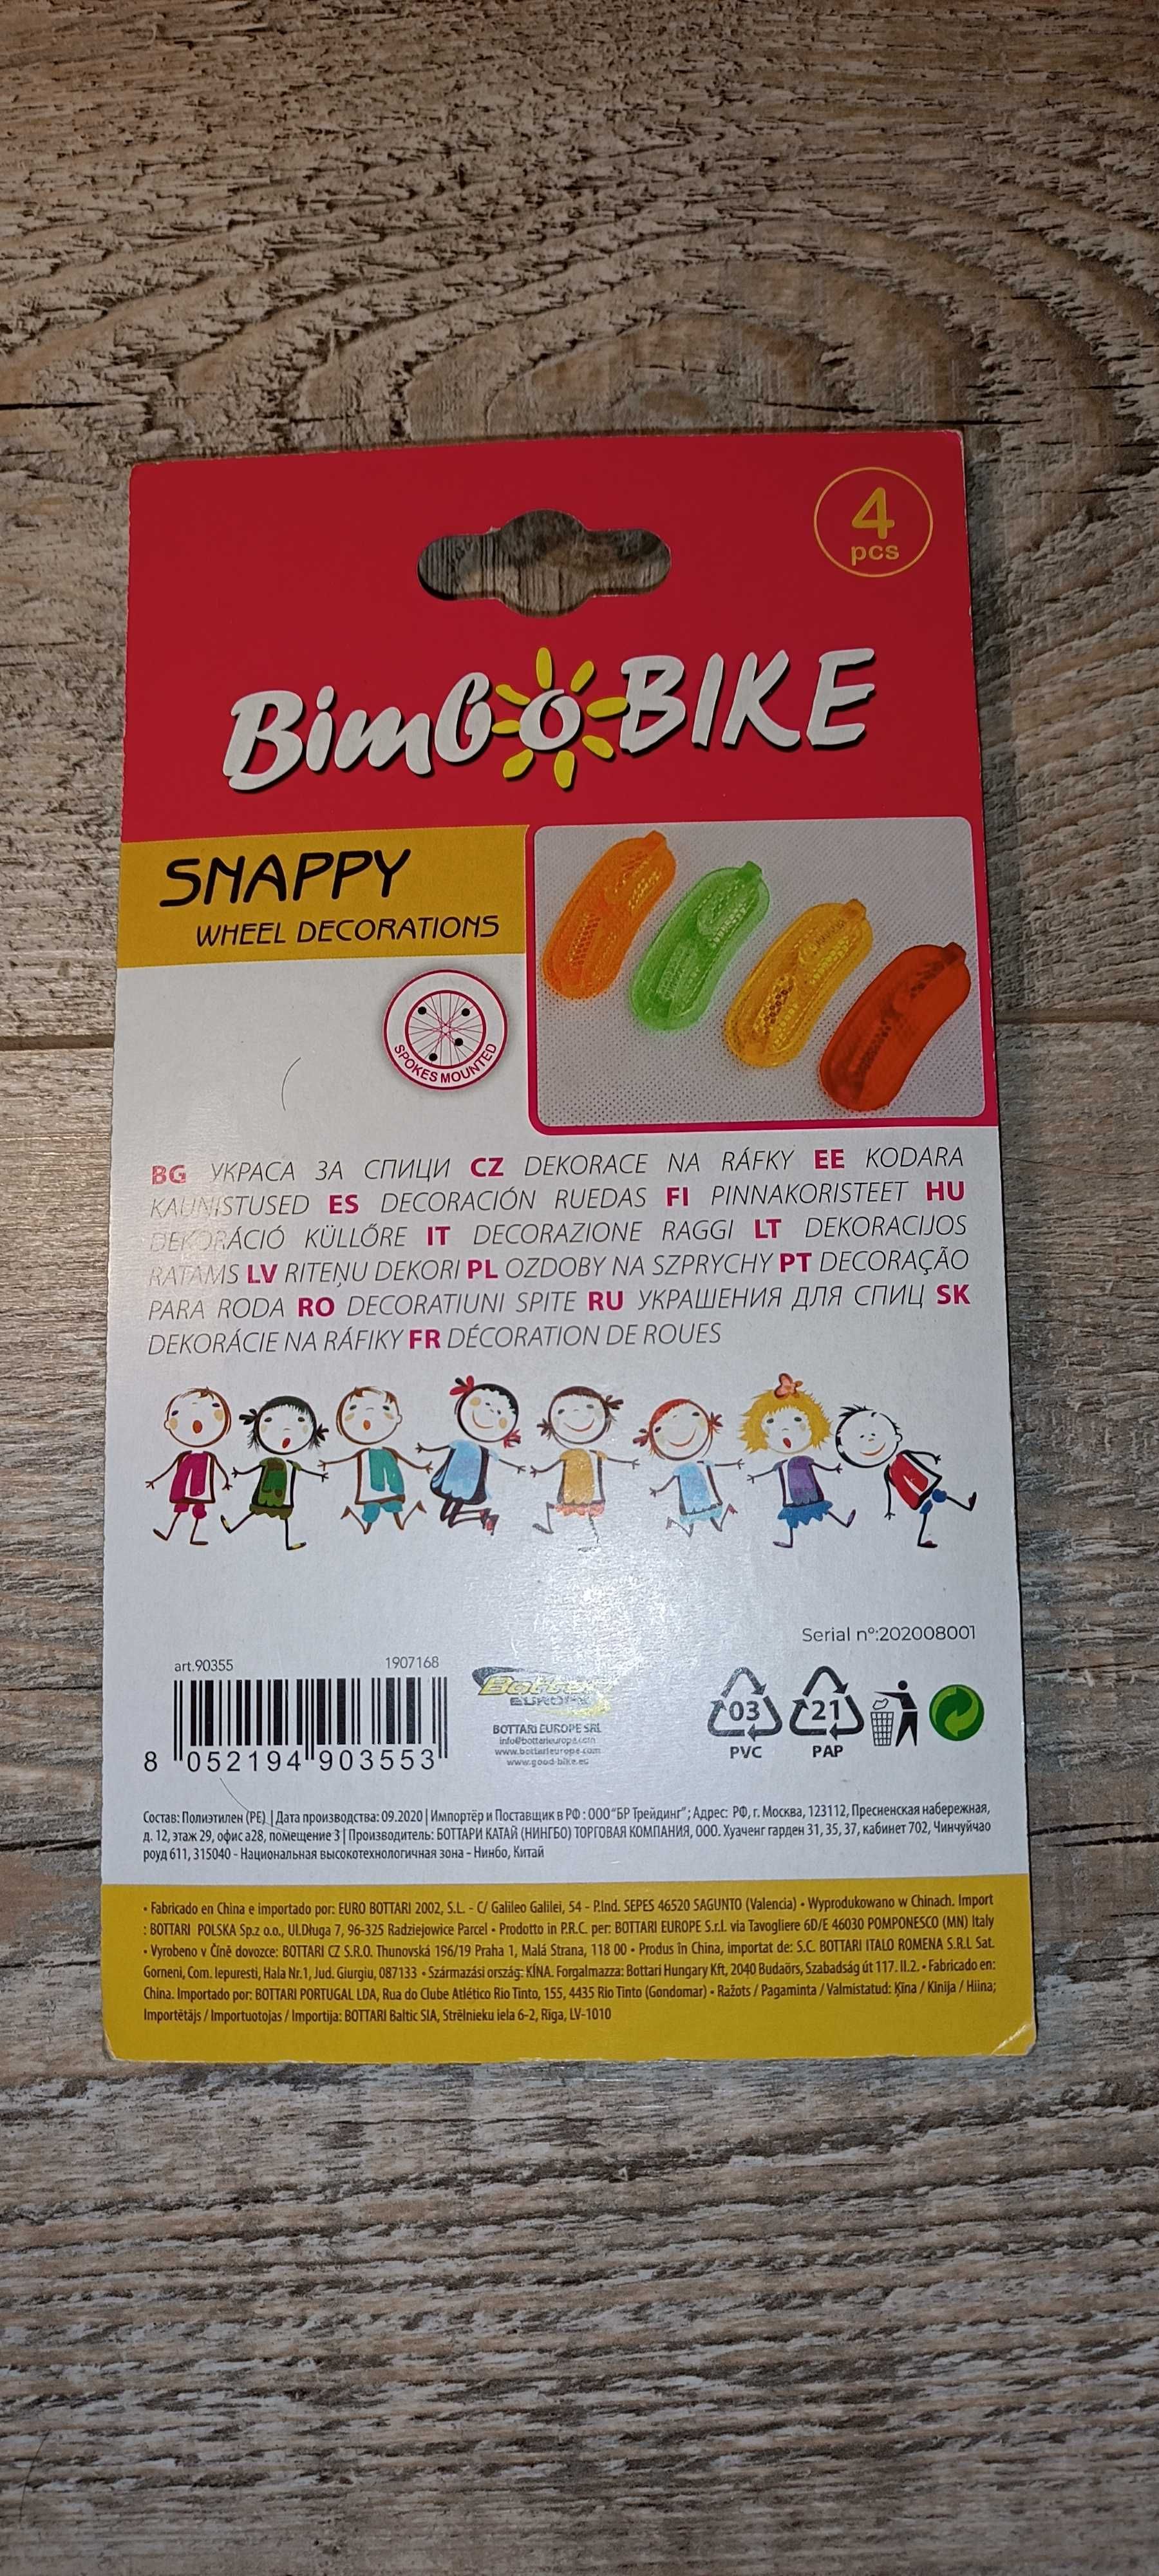 4
pcs
Bimbo BIKE
SNAPPY
WHEEL DECORATIONS
SPOKES MOUNTED
BG УКРАСА ЗА СПИЦИ CZ DEKORACE NA RÁFKY EE KODARA
KAUNISTUSED ES DECORACIÓN RUEDAS FI PINNAKORISTEET HU
DEKORÁCIÓ KÜLLŐRE IT DECORAZIONE RAGGI LT DEKORACIJOS
RATAMS LV RITEŅU DEKORI PL OZDOBY NA SZPRYCHY PT DECORAÇÃO
PARA RODA RO DECORATIUNI SPITE RU УКРАШЕНИЯ ДЛЯ СПИЦ SK
DEKORÁCIE NA RÁFIKY FR DÉCORATION DE ROUES
Serial n°:202008001
art.90355 1907168
8 052194 903553
Bottari
EUROPE
BOTTARI EUROPE SRL
info@bottarieurope.com
www.bottarieurope.com
www.good-bike.eu
03
PVC
21
PAP
Состав: Полиэтилен (PE) | Дата производства: 09.2020 | Импортёр и Поставщик в РФ : ООО "БР Трейдинг" ; Адрес: РФ, г. Москва, 123112, Пресненская набережная,
д. 12, этаж 29, офис а28, помещение 3 | Производитель: БОТТАРИ КАТАЙ (НИНГБО) ТОРГОВАЯ КОМПАНИЯ, ООО. Хуаченг гарден 31, 35, 37, кабинет 702, Чинчуйчао
роуд 611, 315040 - Национальная высокотехнологичная зона - Нинбо, Китай
• Fabricado en China e importado por: EURO BOTTARI 2002, S.L. - C/ Galileo Galilei, 54 - P.Ind. SEPES 46520 SAGUNTO (Valencia) • Wyprodukowano w Chinach. Import
: BOTTARI POLSKA Sp.z o.o., Ul.Długa 7, 96-325 Radziejowice Parcel • Prodotto in P.R.C. per: BOTTARI EUROPE S.r.l. via Tavogliere 6D/E 46030 POMPONESCO (MN) Italy
• Vyrobeno v Číně dovozce: BOTTARI CZ S.R.O. Thunovská 196/19 Praha 1, Malá Strana, 118 00 • Produs în China, importat de: S.C. BOTTARI ITALO ROMENA S.R.L Sat.
Gorneni, Com. Iepuresti, Hala Nr.1, Jud. Giurgiu, 087133 • Származási ország: KÍNA. Forgalmazza: Bottari Hungary Kft, 2040 Budaörs, Szabadság út 117. II.2. • Fabricado en:
China. Importado por: BOTTARI PORTUGAL LDA, Rua do Clube Atlético Rio Tinto, 155, 4435 Rio Tinto (Gondomar) • Ražots / Pagaminta / Valmistatud: Ķīna / Kinija / Hiina;
Importētājs / Importuotojas / Importija: BOTTARI Baltic SIA, Strēlnieku iela 6-2, Rīga, LV-1010